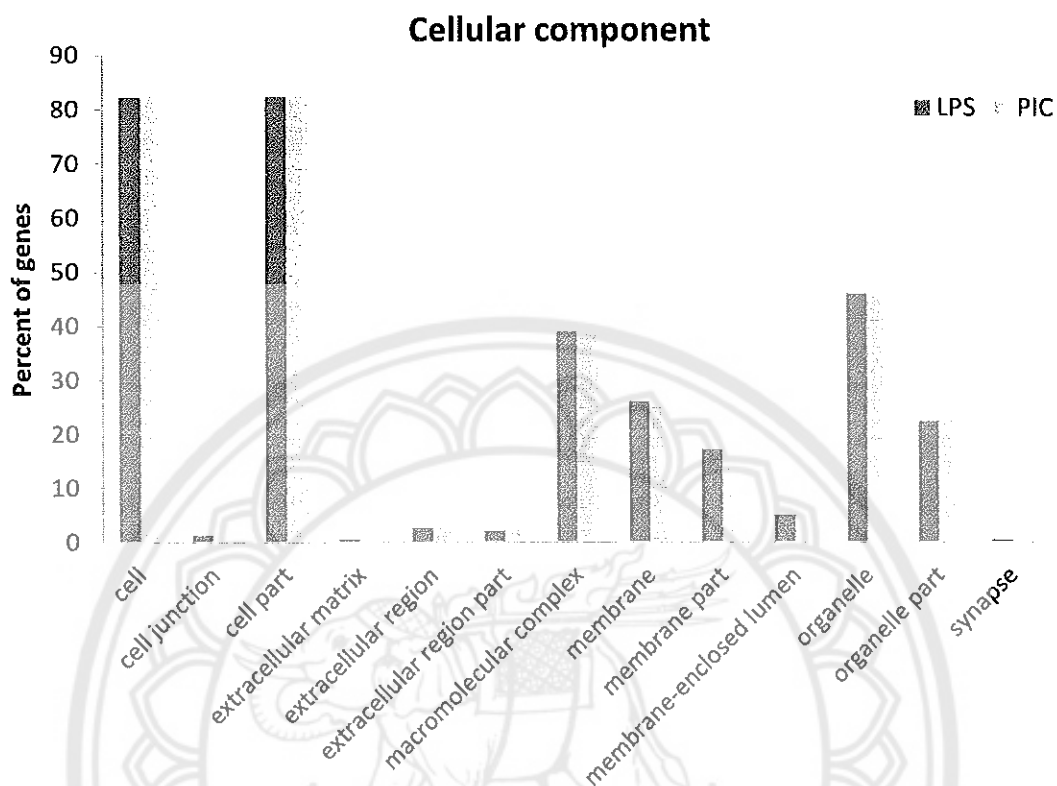 Cellular component
LPS PIC
Percent of genes
90
80
70
60
50
40
30
20
10
0
cell
cell junction
cell part
extracellular matrix
extracellular region
extracellular region part
macromolecular complex
membrane
membrane part
membrane-enclosed lumen
organelle
organelle part
synapse